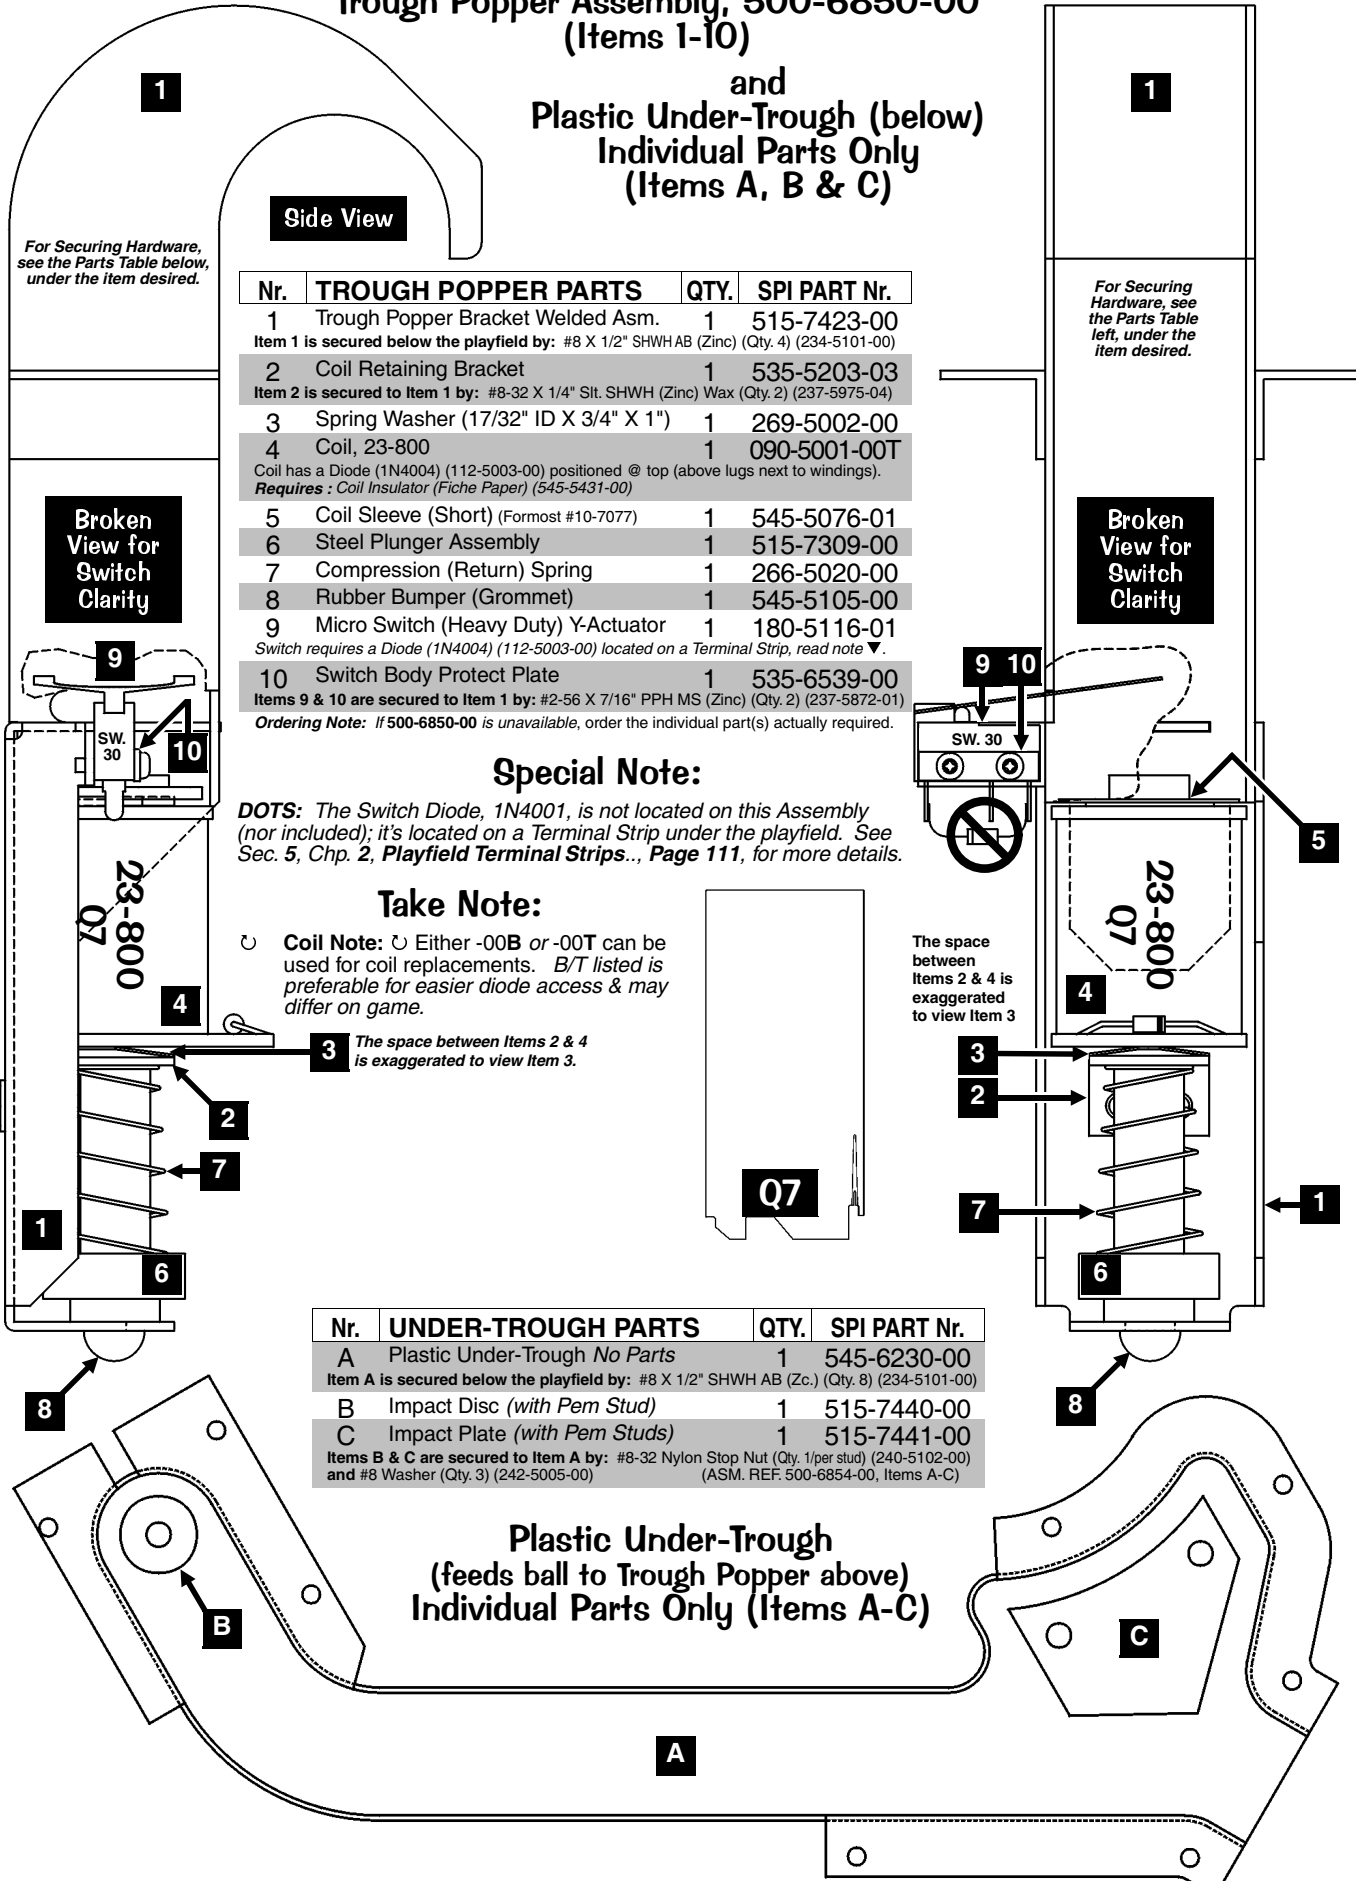 Trough Popper Assembly, 500-6850-00
(Items 1-10)
and
Plastic Under-Trough (below)
Individual Parts Only
(Items A, B & C)
1
1
Side View
For Securing Hardware,
see the Parts Table below,
under the item desired.
For Securing
Hardware, see
the Parts Table
left, under the
item desired.
Nr. TROUGH POPPER PARTS QTY. SPI PART Nr.
1 Trough Popper Bracket Welded Asm. 1 515-7423-00
Item 1 is secured below the playfield by: #8 X 1/2" SHWH AB (Zinc) (Qty. 4) (234-5101-00)
2 Coil Retaining Bracket 1 535-5203-03
Item 2 is secured to Item 1 by: #8-32 X 1/4" Slt. SHWH (Zinc) Wax (Qty. 2) (237-5975-04)
3 Spring Washer (17/32" ID X 3/4" X 1") 1 269-5002-00
4 Coil, 23-800 1 090-5001-00T
Coil has a Diode (1N4004) (112-5003-00) positioned @ top (above lugs next to windings).
Requires : Coil Insulator (Fiche Paper) (545-5431-00)
5 Coil Sleeve (Short) (Formost #10-7077) 1 545-5076-01
6 Steel Plunger Assembly 1 515-7309-00
7 Compression (Return) Spring 1 266-5020-00
8 Rubber Bumper (Grommet) 1 545-5105-00
9 Micro Switch (Heavy Duty) Y-Actuator 1 180-5116-01
Switch requires a Diode (1N4004) (112-5003-00) located on a Terminal Strip, read note ▼.
10 Switch Body Protect Plate 1 535-6539-00
Items 9 & 10 are secured to Item 1 by: #2-56 X 7/16" PPH MS (Zinc) (Qty. 2) (237-5872-01)
Ordering Note: If 500-6850-00 is unavailable, order the individual part(s) actually required.
Broken
View for
Switch
Clarity
Broken
View for
Switch
Clarity
9
SW.
30
10
9 10
SW. 30
5
Special Note:
DOTS: The Switch Diode, 1N4001, is not located on this Assembly
(nor included); it's located on a Terminal Strip under the playfield. See
Sec. 5, Chp. 2, Playfield Terminal Strips.., Page 111, for more details.
Take Note:
↻ Coil Note: ↻ Either -00B or -00T can be
used for coil replacements. B/T listed is
preferable for easier diode access & may
differ on game.
23-800
Q7
4
3
The space between Items 2 & 4
is exaggerated to view Item 3.
2
7
1
6
8
Q7
The space
between
Items 2 & 4 is
exaggerated
to view Item 3
23-800
Q7
4
3
2
7
1
6
8
Nr. UNDER-TROUGH PARTS QTY. SPI PART Nr.
A Plastic Under-Trough No Parts 1 545-6230-00
Item A is secured below the playfield by: #8 X 1/2" SHWH AB (Zc.) (Qty. 8) (234-5101-00)
B Impact Disc (with Pem Stud) 1 515-7440-00
C Impact Plate (with Pem Studs) 1 515-7441-00
Items B & C are secured to Item A by: #8-32 Nylon Stop Nut (Qty. 1/per stud) (240-5102-00)
and #8 Washer (Qty. 3) (242-5005-00) (ASM. REF. 500-6854-00, Items A-C)
Plastic Under-Trough
(feeds ball to Trough Popper above)
Individual Parts Only (Items A-C)
B
C
A